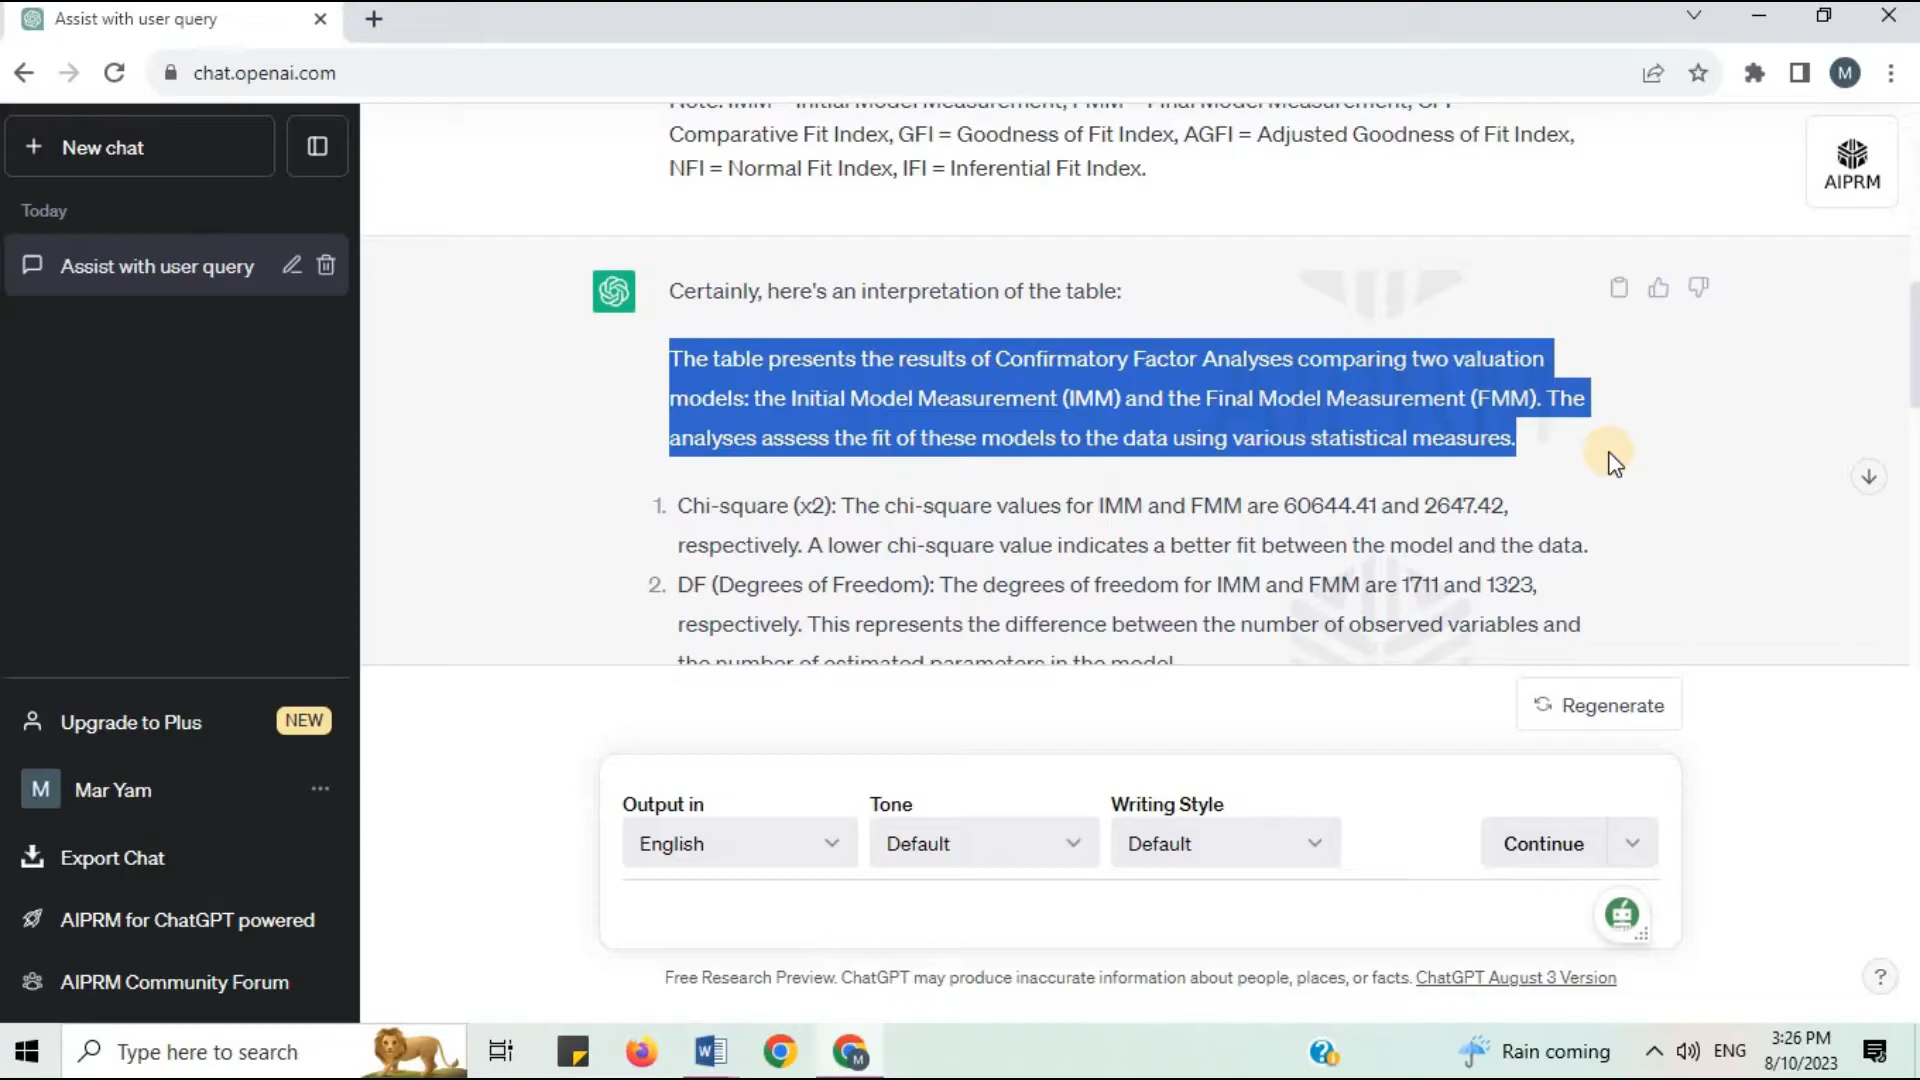 Assist with user query
chat.openai.com
M
New chat
Today
Assist with user query
Upgrade to Plus
NEW
M
Mar Yam
Export Chat
AIPRM for ChatGPT powered
AIPRM Community Forum
Comparative Fit Index, GFI = Goodness of Fit Index, AGFI = Adjusted Goodness of Fit Index,
NFI = Normal Fit Index, IFI = Inferential Fit Index.
AIPRM
Certainly, here's an interpretation of the table:
The table presents the results of Confirmatory Factor Analyses comparing two valuation
models: the Initial Model Measurement (IMM) and the Final Model Measurement (FMM). The
analyses assess the fit of these models to the data using various statistical measures.
1. Chi-square (x2): The chi-square values for IMM and FMM are 60644.41 and 2647.42,
respectively. A lower chi-square value indicates a better fit between the model and the data.
2. DF (Degrees of Freedom): The degrees of freedom for IMM and FMM are 1711 and 1323,
respectively. This represents the difference between the number of observed variables and
the number of estimated parameters in the model.
Regenerate
Output in
Tone
Writing Style
English
Default
Default
Continue
Free Research Preview. ChatGPT may produce inaccurate information about people, places, or facts. ChatGPT August 3 Version
?
Type here to search
Rain coming
ENG
3:26 PM
8/10/2023